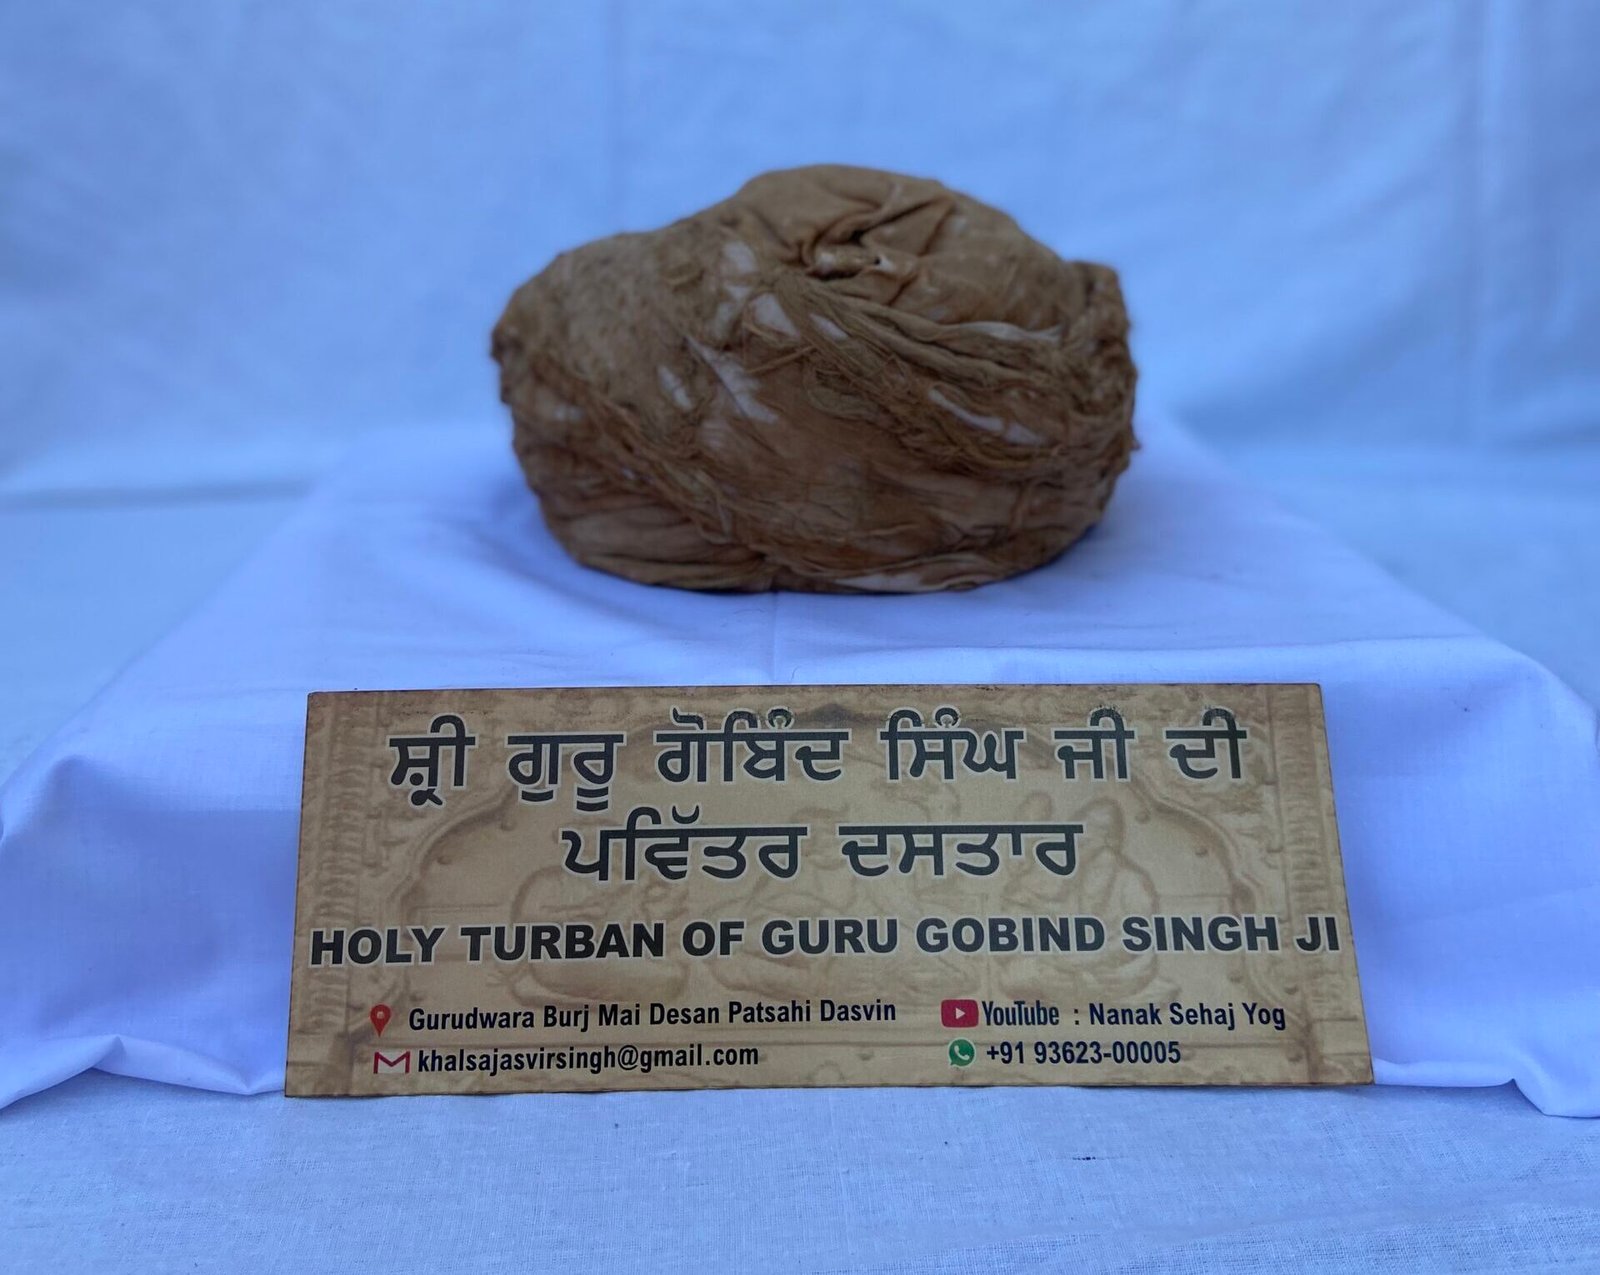 ਸ਼੍ਰੀ ਗੁਰੂ ਗੋਬਿੰਦ ਸਿੰਘ ਜੀ ਦੀ
ਪਵਿੱਤਰ ਦਸਤਾਰ
HOLY TURBAN OF GURU GOBIND SINGH JI
Gurudwara Burj Mai Desan Patsahi Dasvin
YouTube : Nanak Sehaj Yog
khalsajasvirsingh@gmail.com
+91 93623-00005